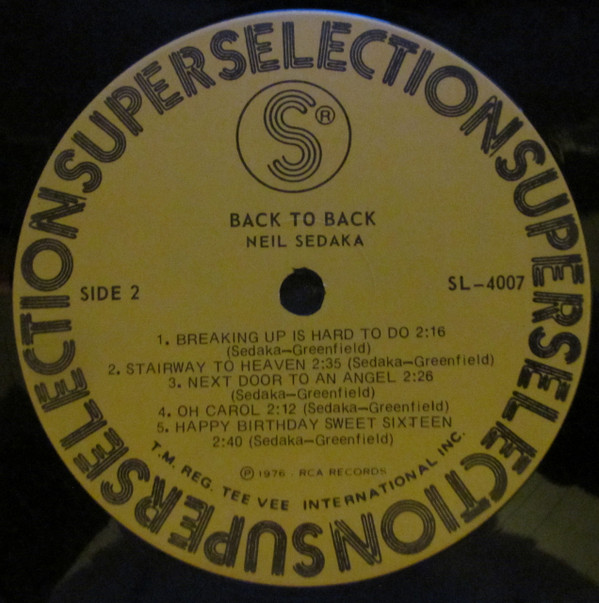 SUPERSELECTIONSUPERSELECTIONSUPERSELECTIONSUPERSELECTION
S®
BACK TO BACK
NEIL SEDAKA
SIDE 2
SL-4007
1. BREAKING UP IS HARD TO DO 2:16
(Sedaka-Greenfield)
2. STAIRWAY TO HEAVEN 2:35 (Sedaka-Greenfield)
3. NEXT DOOR TO AN ANGEL 2:26
(Sedaka-Greenfield)
4. OH CAROL 2:12 (Sedaka-Greenfield)
5. HAPPY BIRTHDAY SWEET SIXTEEN
2:40 (Sedaka-Greenfield)
℗ 1976 - RCA RECORDS
T.M. REG. TEE VEE INTERNATIONAL INC.